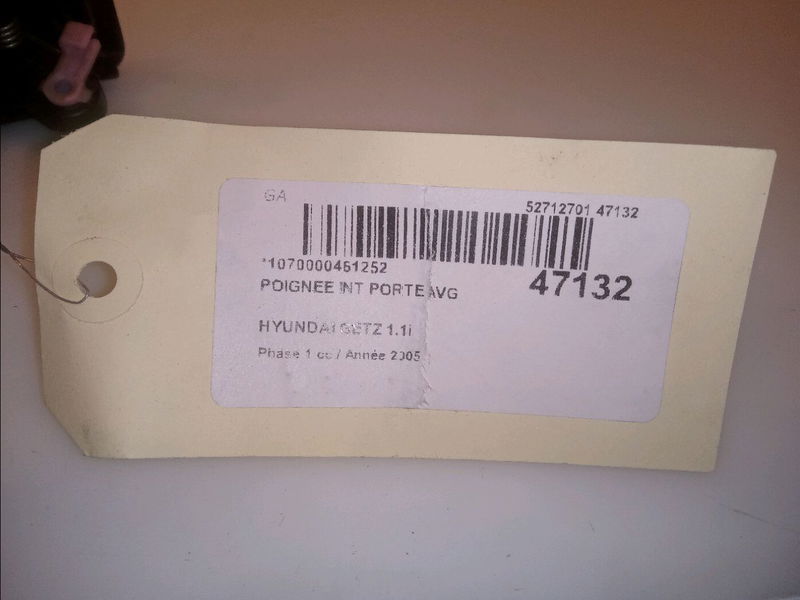 GA
52712701 47132
*1070000461252
47132
POIGNEE INT PORTE AVG
HYUNDAI GETZ 1.1i
Phase 1 cc / Année 2005